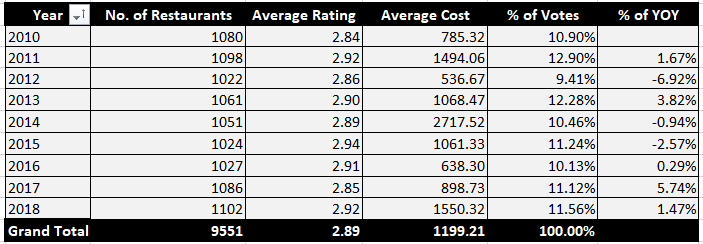 Year No. of Restaurants Average Rating Average Cost % of Votes % of YOY
2010 1080 2.84 785.32 10.90%
2011 1098 2.92 1494.06 12.90% 1.67%
2012 1022 2.86 536.67 9.41% -6.92%
2013 1061 2.90 1068.47 12.28% 3.82%
2014 1051 2.89 2717.52 10.46% -0.94%
2015 1024 2.94 1061.33 11.24% -2.57%
2016 1027 2.91 638.30 10.13% 0.29%
2017 1086 2.85 898.73 11.12% 5.74%
2018 1102 2.92 1550.32 11.56% 1.47%
Grand Total 9551 2.89 1199.21 100.00%